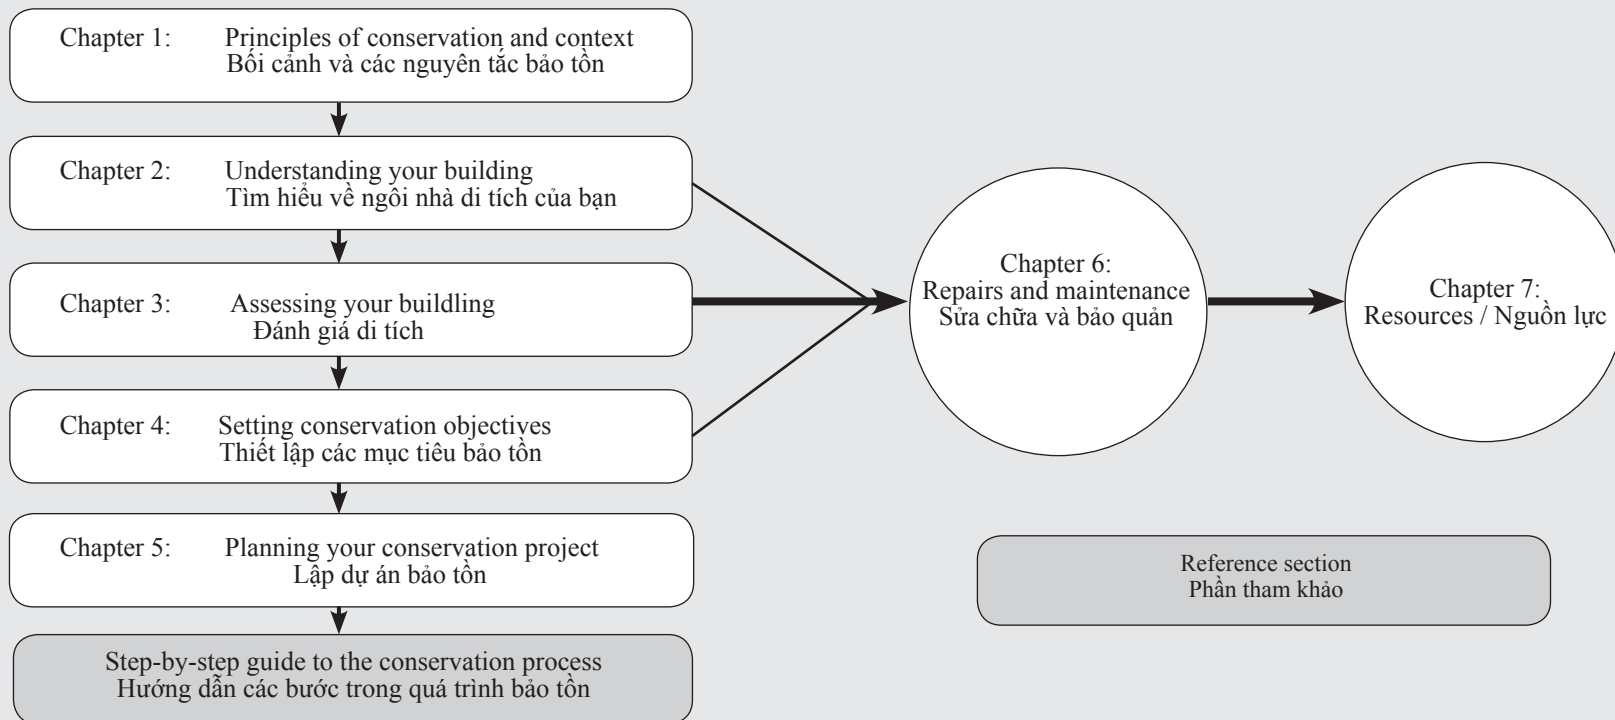 Chapter 1: Principles of conservation and context
Bối cảnh và các nguyên tắc bảo tồn
Chapter 2: Understanding your building
Tìm hiểu về ngôi nhà di tích của bạn
Chapter 3: Assessing your buildling
Đánh giá di tích
Chapter 4: Setting conservation objectives
Thiết lập các mục tiêu bảo tồn
Chapter 5: Planning your conservation project
Lập dự án bảo tồn
Step-by-step guide to the conservation process
Hướng dẫn các bước trong quá trình bảo tồn
Chapter 6:
Repairs and maintenance
Sửa chữa và bảo quản
Chapter 7:
Resources / Nguồn lực
Reference section
Phần tham khảo